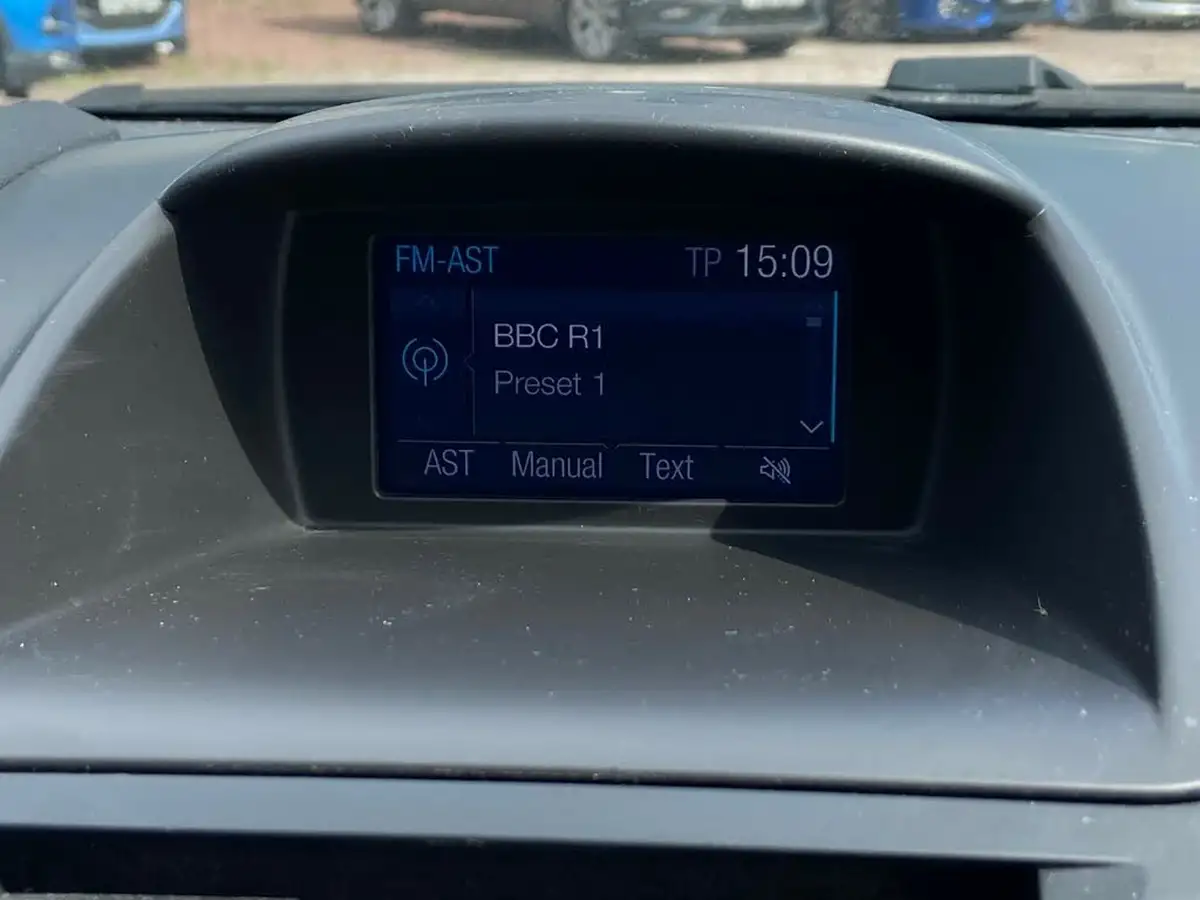 FM-AST TP 15:09
BBC R1
Preset 1
AST Manual Text